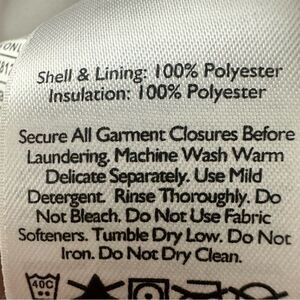 Shell & Lining: 100% Polyester
Insulation: 100% Polyester
Secure All Garment Closures Before
Laundering. Machine Wash Warm
Delicate Separately. Use Mild
Detergent. Rinse Thoroughly. Do
Not Bleach. Do Not Use Fabric
Softeners. Tumble Dry Low. Do Not
Iron. Do Not Dry Clean.
40C